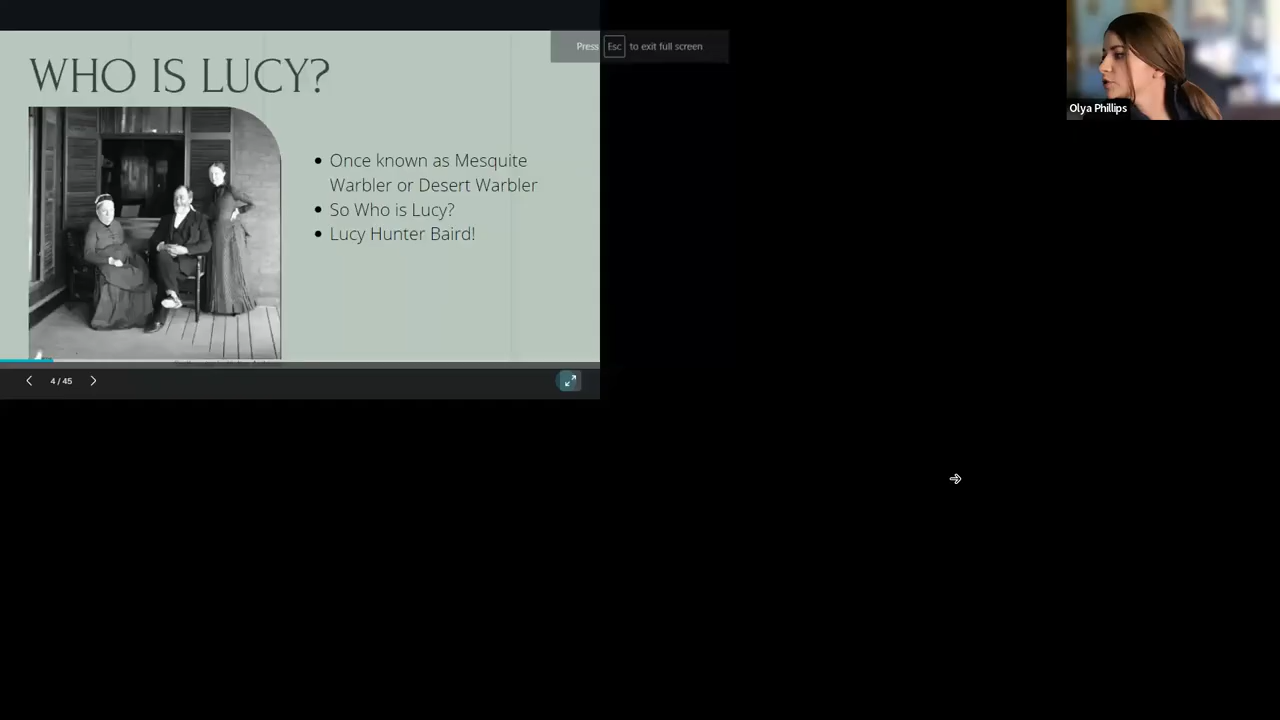 Press Esc to exit full screen
WHO IS LUCY?
Once known as Mesquite
Warbler or Desert Warbler
So Who is Lucy?
Lucy Hunter Baird!
4 / 45
Olya Phillips